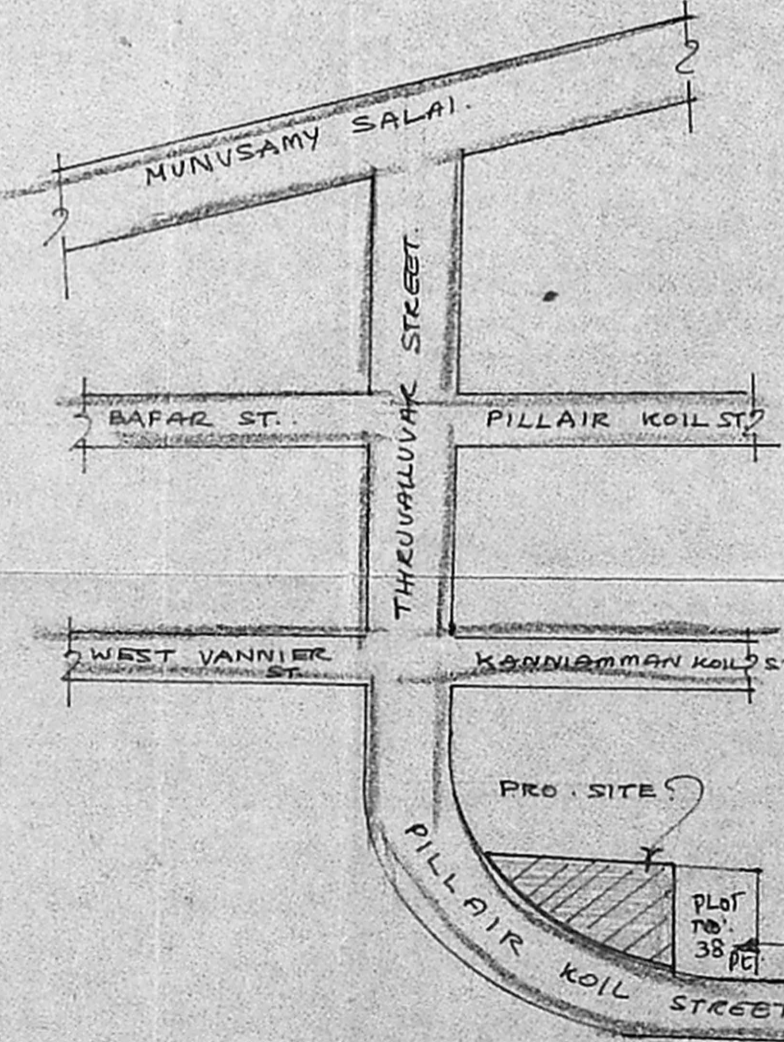 MUNUSAMY SALAI.
THIRUVALLUVAR STREET.
BAFAR ST..
PILLAIR KOIL ST
WEST VANNIER
ST.
KANNIAMMAN KOIL S
PRO. SITE.
PLOT
NO.
38
Pt.
PILLAIR KOIL STREET